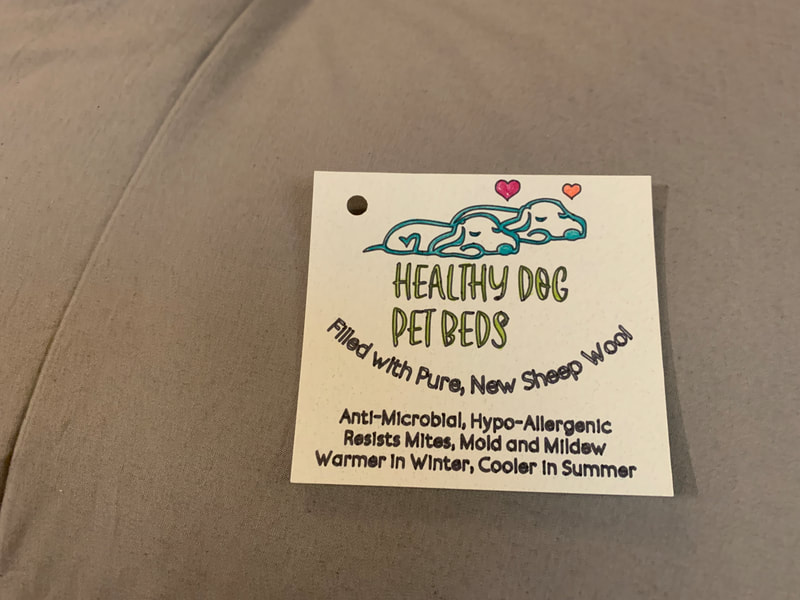 HEALTHY DOG
PET BEDS
Filled with Pure, New Sheep Wool
Anti-Microbial, Hypo-Allergenic
Resists Mites, Mold and Mildew
Warmer in Winter, Cooler in Summer